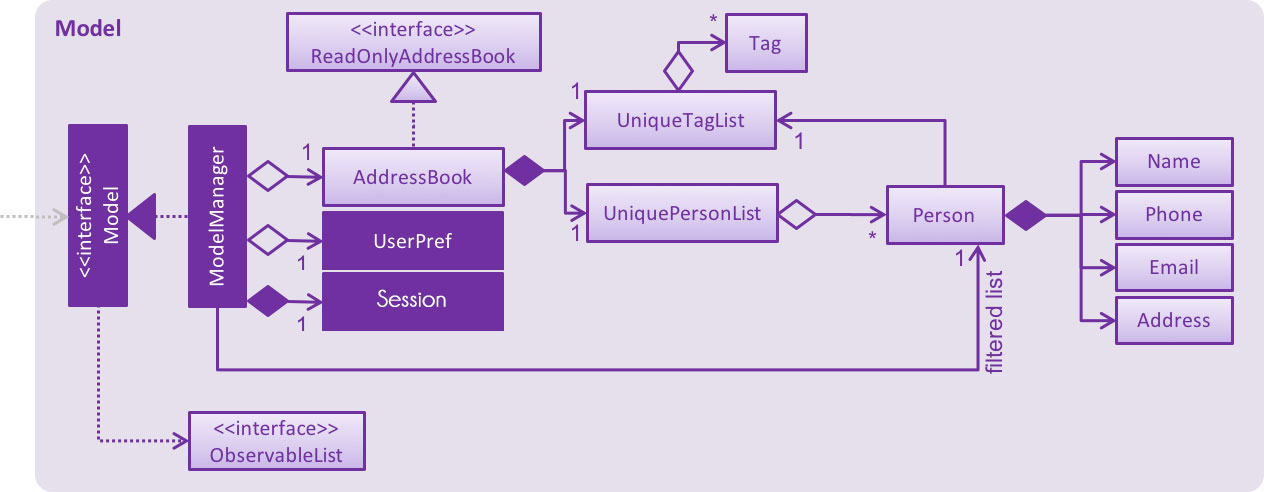 Model
<<interface>>
ReadOnlyAddressBook
*
Tag
1
UniqueTagList
1
<<interface>>
Model
ModelManager
1
AddressBook
UserPref
1
Session
1
UniquePersonList
1
*
Person
1
filtered list
Name
Phone
Email
Address
<<interface>>
ObservableList